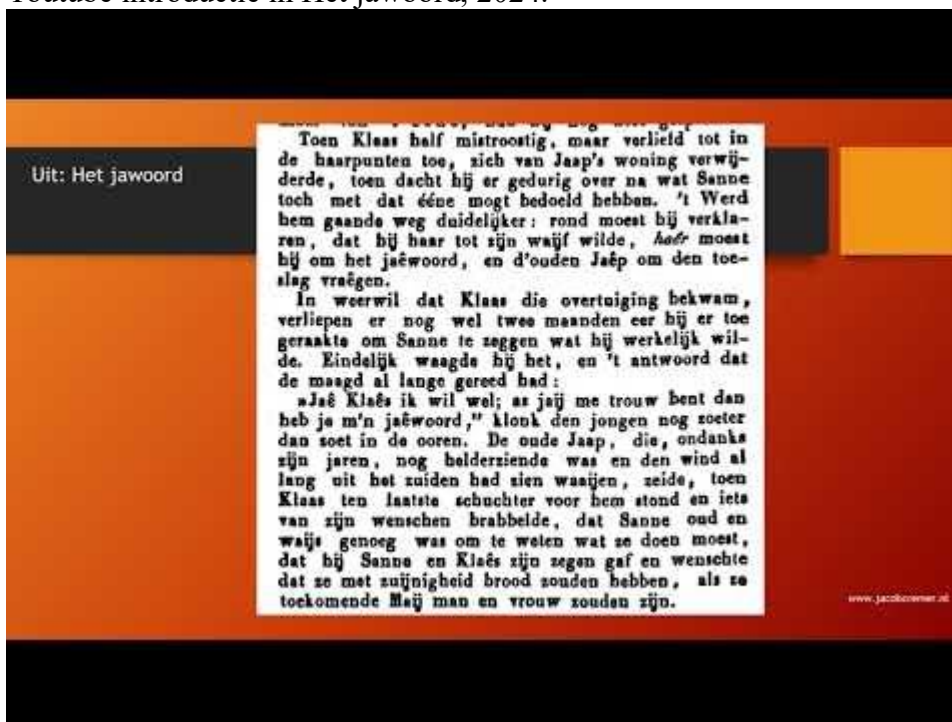 Youtube introductie in Het jawoord, 2024.
Uit: Het jawoord
Toen Klaas half mistroostig, maar verliefd tot in
de haarpunten toe, zich van Jaap's woning verwij-
derde, toen dacht hij er gedurig over na wat Sanne
toch met dat ééne mogt bedoeld hebben. 't Werd
hem gaande weg duidelijker: rond moest hij verkla-
ren, dat hij haar tot zijn waijf wilde, haêr moest
hij om het jaêwoord, en d'ouden Jaêp om den toe-
slag vraêgen.
In weerwil dat Klaas die overtuiging bekwam,
verliepen er nog wel twee maanden eer hij er toe
geraakte om Sanne te zeggen wat hij werkelijk wil-
de. Eindelijk waagde hij het, en 't antwoord dat
de maagd al lange gereed had:
»Jaê Klaês ik wil wel; as jaij me trouw bent dan
heb je m'n jaêwoord," klonk den jongen nog zoeter
dan zoet in de ooren. De oude Jaap, die, ondanks
zijn jaren, nog helderziende was en den wind al
lang uit het zuiden had zien waaijen, zeide, toen
Klaas ten laatste schuchter voor hem stond en iets
van zijn wenschen brabbelde, dat Sanne oud en
waijs genoeg was om te weten wat ze doen moest,
dat hij Sanne en Klaês zijn zegen gaf en wenschte
dat ze met zuijnigheid brood zouden hebben, als ze
toekomende Maij man en vrouw zouden zijn.
www.jacobcremer.nl